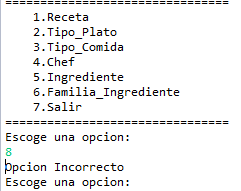 ================================
1.Receta
2.Tipo_Plato
3.Tipo_Comida
4.Chef
5.Ingrediente
6.Familia_Ingrediente
7.Salir
================================
Escoge una opcion:
8
Opcion Incorrecto
Escoge una opcion: